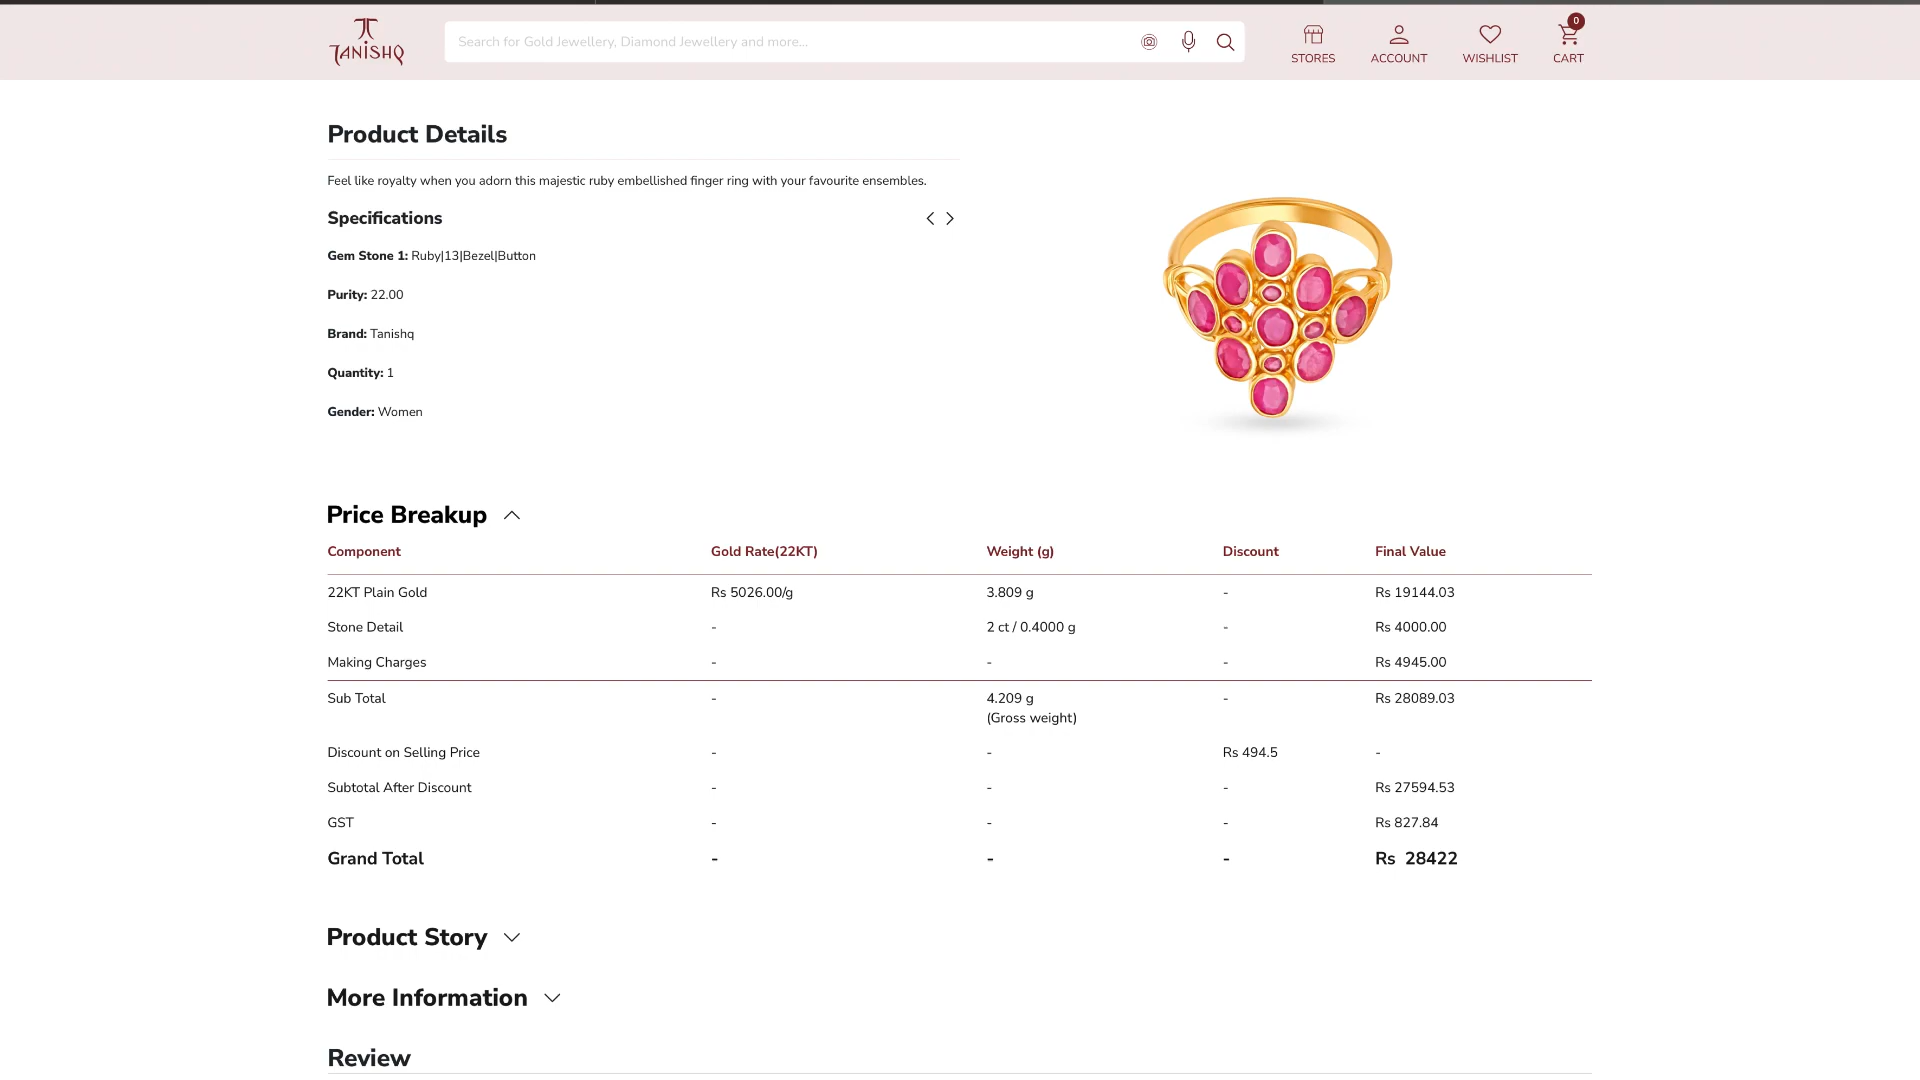 TANISHQ
Search for Gold Jewellery, Diamond Jewellery and more...
STORES
ACCOUNT
WISHLIST
0
CART
Product Details
Feel like royalty when you adorn this majestic ruby embellished finger ring with your favourite ensembles.
Specifications
Gem Stone 1: Ruby|13|Bezel|Button
Purity: 22.00
Brand: Tanishq
Quantity: 1
Gender: Women
Price Breakup
Component Gold Rate(22KT) Weight (g) Discount Final Value
22KT Plain Gold Rs 5026.00/g 3.809 g - Rs 19144.03
Stone Detail - 2 ct / 0.4000 g - Rs 4000.00
Making Charges - - - Rs 4945.00
Sub Total - 4.209 g - Rs 28089.03
(Gross weight)
Discount on Selling Price - - Rs 494.5 -
Subtotal After Discount - - - Rs 27594.53
GST - - - Rs 827.84
Grand Total - - - Rs 28422
Product Story
More Information
Review